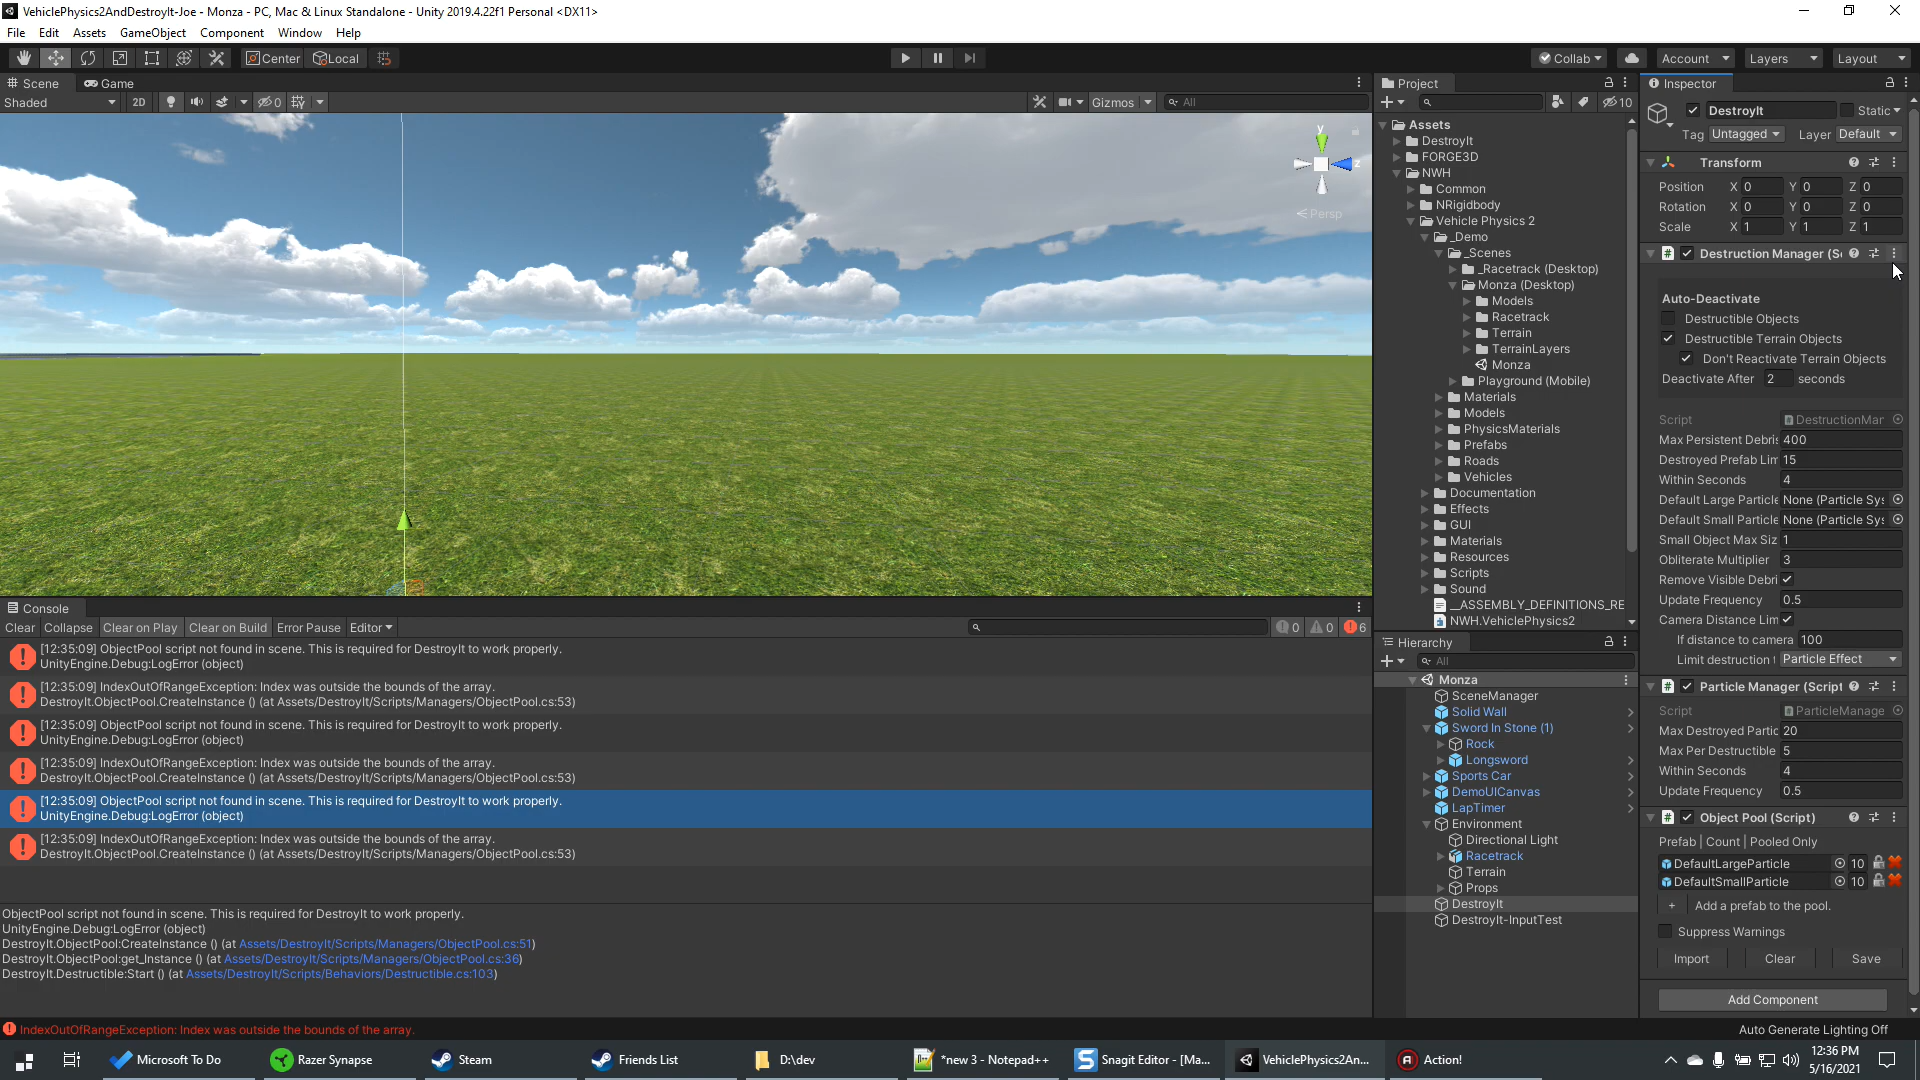 VehiclePhysics2AndDestroyIt-Joe - Monza - PC, Mac & Linux Standalone - Unity 2019.4.22f1 Personal <DX11>
File Edit Assets GameObject Component Window Help
Center Local Collab Account Layers Layout
Scene Game
Shaded 2D 0 Gizmos All
y
z
Persp
Console
Clear Collapse Clear on Play Clear on Build Error Pause Editor 0 0 6
[12:35:09] ObjectPool script not found in scene. This is required for DestroyIt to work properly.
UnityEngine.Debug:LogError (object)
[12:35:09] IndexOutOfRangeException: Index was outside the bounds of the array.
DestroyIt.ObjectPool.CreateInstance () (at Assets/DestroyIt/Scripts/Managers/ObjectPool.cs:53)
[12:35:09] ObjectPool script not found in scene. This is required for DestroyIt to work properly.
UnityEngine.Debug:LogError (object)
[12:35:09] IndexOutOfRangeException: Index was outside the bounds of the array.
DestroyIt.ObjectPool.CreateInstance () (at Assets/DestroyIt/Scripts/Managers/ObjectPool.cs:53)
[12:35:09] ObjectPool script not found in scene. This is required for DestroyIt to work properly.
UnityEngine.Debug:LogError (object)
[12:35:09] IndexOutOfRangeException: Index was outside the bounds of the array.
DestroyIt.ObjectPool.CreateInstance () (at Assets/DestroyIt/Scripts/Managers/ObjectPool.cs:53)
ObjectPool script not found in scene. This is required for DestroyIt to work properly.
UnityEngine.Debug:LogError (object)
DestroyIt.ObjectPool:CreateInstance () (at Assets/DestroyIt/Scripts/Managers/ObjectPool.cs:51)
DestroyIt.ObjectPool:get_Instance () (at Assets/DestroyIt/Scripts/Managers/ObjectPool.cs:36)
DestroyIt.Destructible:Start () (at Assets/DestroyIt/Scripts/Behaviors/Destructible.cs:103)
Project
10
Assets
DestroyIt
FORGE3D
NWH
Common
NRigidbody
Vehicle Physics 2
_Demo
_Scenes
_Racetrack (Desktop)
Monza (Desktop)
Models
Racetrack
Terrain
TerrainLayers
Monza
Playground (Mobile)
Materials
Models
PhysicsMaterials
Prefabs
Roads
Vehicles
Documentation
Effects
GUI
Materials
Resources
Scripts
Sound
__ASSEMBLY_DEFINITIONS_RE
NWH.VehiclePhysics2
Hierarchy
All
Monza
SceneManager
Solid Wall
Sword In Stone (1)
Rock
Longsword
Sports Car
DemoUICanvas
LapTimer
Environment
Directional Light
Racetrack
Terrain
Props
DestroyIt
DestroyIt-InputTest
Inspector
DestroyIt Static
Tag Untagged Layer Default
Transform
Position X 0 Y 0 Z 0
Rotation X 0 Y 0 Z 0
Scale X 1 Y 1 Z 1
# Destruction Manager (Sc
Auto-Deactivate
Destructible Objects
Destructible Terrain Objects
Don't Reactivate Terrain Objects
Deactivate After 2 seconds
Script DestructionMar
Max Persistent Debris 400
Destroyed Prefab Lim 15
Within Seconds 4
Default Large Particle None (Particle Sys
Default Small Particle None (Particle Sys
Small Object Max Siz 1
Obliterate Multiplier 3
Remove Visible Debri
Update Frequency 0.5
Camera Distance Lim
If distance to camera 100
Limit destruction t Particle Effect
# Particle Manager (Script
Script ParticleManage
Max Destroyed Partic 20
Max Per Destructible 5
Within Seconds 4
Update Frequency 0.5
# Object Pool (Script)
Prefab | Count | Pooled Only
DefaultLargeParticle 10
DefaultSmallParticle 10
+ Add a prefab to the pool.
Suppress Warnings
Import Clear Save
Add Component
IndexOutOfRangeException: Index was outside the bounds of the array.
Auto Generate Lighting Off
Microsoft To Do Razer Synapse Steam Friends List D:\dev *new 3 - Notepad++ Snagit Editor - [Ma... VehiclePhysics2An... Action!
12:36 PM
5/16/2021